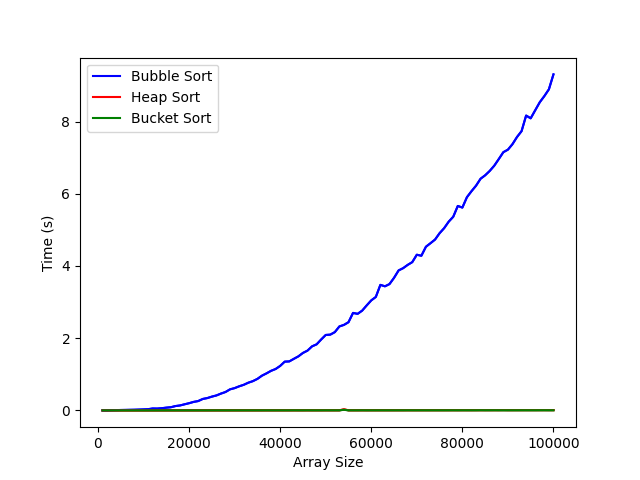 Bubble Sort
Heap Sort
Bucket Sort
8
6
4
2
0
Time (s)
0 20000 40000 60000 80000 100000
Array Size